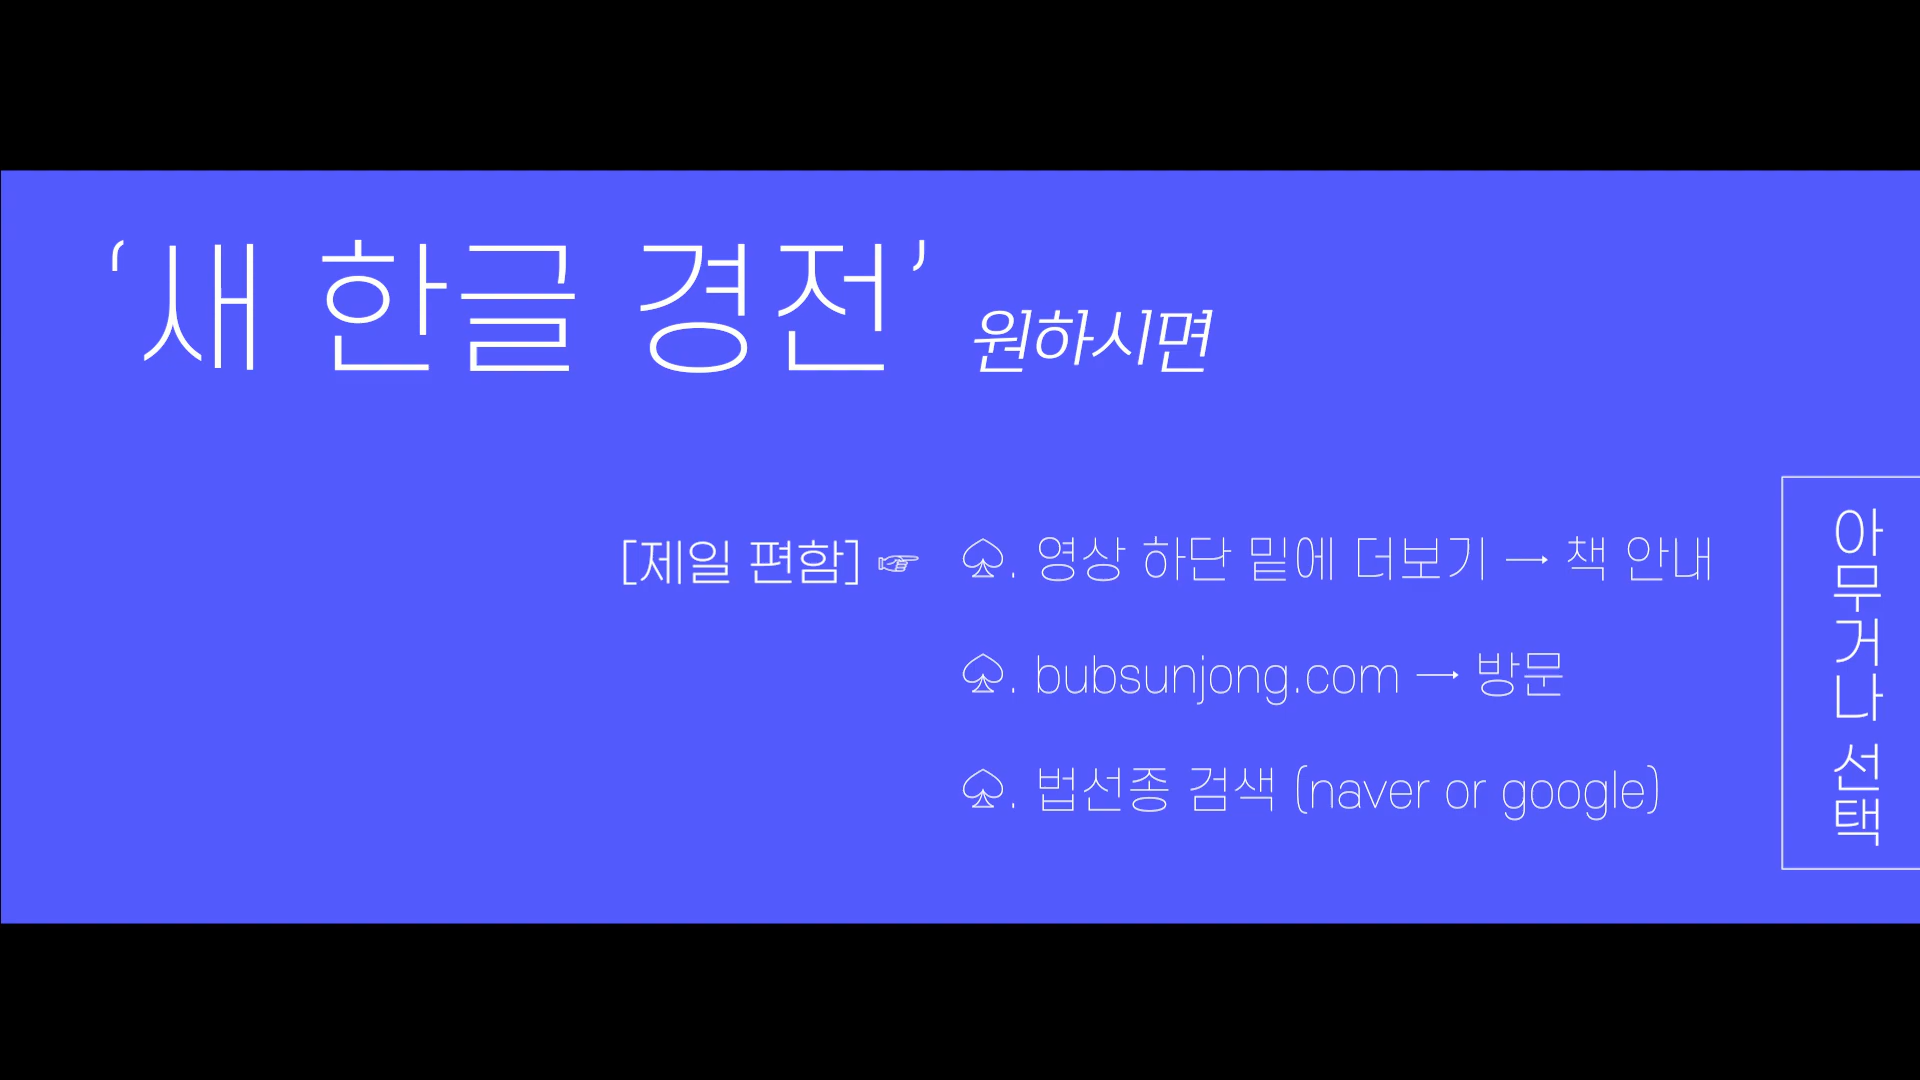 ‘새 한글 경전’ 원하시면
[제일 편함] ☞ ♤. 영상 하단 밑에 더보기 → 책 안내
♤. bubsunjong.com → 방문
♤. 법선종 검색 (naver or google)
아무거나 선택